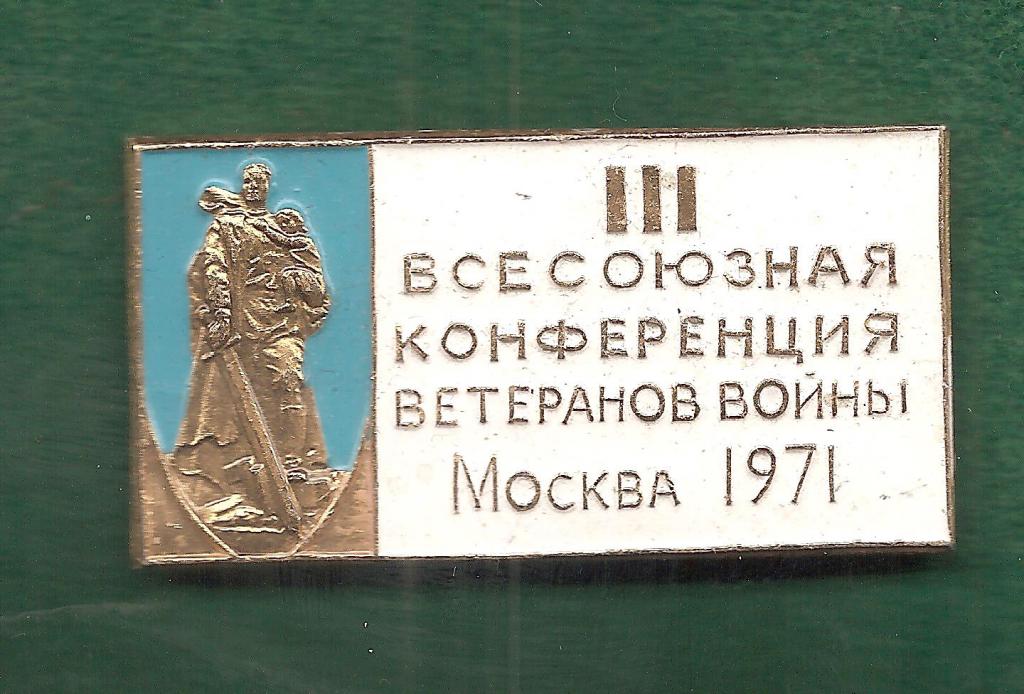 III
ВСЕСОЮЗНАЯ
КОНФЕРЕНЦИЯ
ВЕТЕРАНОВ ВОЙНЫ
МОСКВА 1971